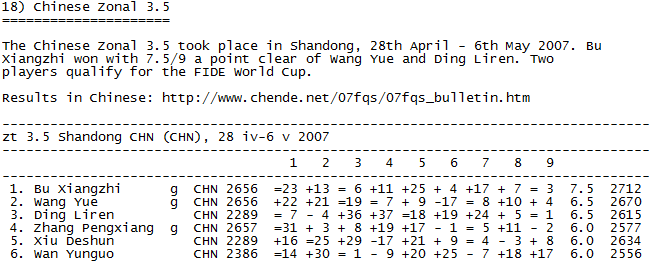 18) Chinese Zonal 3.5
=====================
The Chinese Zonal 3.5 took place in Shandong, 28th April - 6th May 2007. Bu
Xiangzhi won with 7.5/9 a point clear of Wang Yue and Ding Liren. Two
players qualify for the FIDE World Cup.
Results in Chinese: http://www.chende.net/07fqs/07fqs_bulletin.htm
--------------------------------------------------------------------------------
zt 3.5 Shandong CHN (CHN), 28 iv-6 v 2007
--------------------------------------------------------------------------------
1 2 3 4 5 6 7 8 9
--------------------------------------------------------------------------------
1. Bu Xiangzhi g CHN 2656 =23 +13 = 6 +11 +25 + 4 +17 + 7 = 3 7.5 2712
2. Wang Yue g CHN 2656 +22 +21 =19 = 7 + 9 -17 = 8 +10 + 4 6.5 2670
3. Ding Liren CHN 2289 = 7 - 4 +36 +37 =18 +19 +24 + 5 = 1 6.5 2615
4. Zhang Pengxiang g CHN 2657 =31 + 3 + 8 +19 +17 - 1 = 5 +11 - 2 6.0 2577
5. Xiu Deshun CHN 2289 +16 =25 +29 -17 +21 + 9 = 4 - 3 + 8 6.0 2634
6. Wan Yunguo CHN 2386 =14 +30 = 1 - 9 +20 +25 - 7 +18 +17 6.0 2556